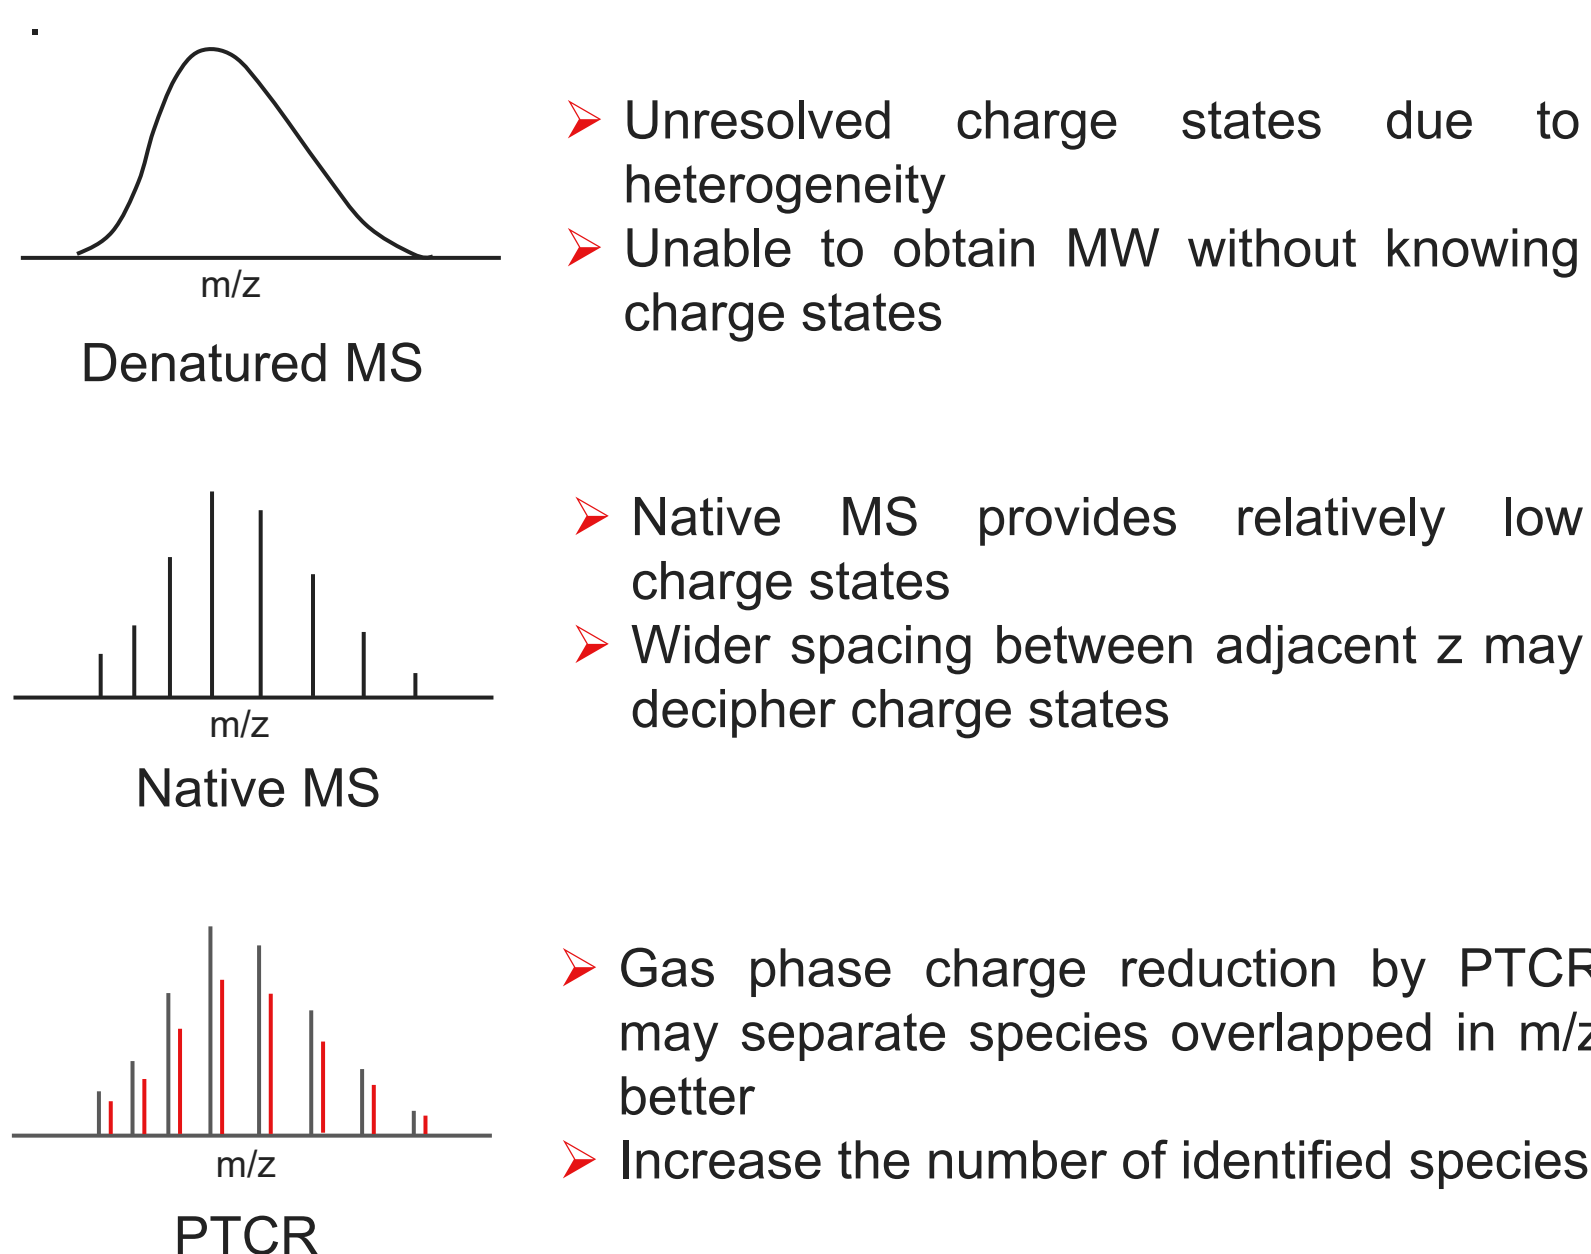 Unresolved charge states due to
heterogeneity
Unable to obtain MW without knowing
charge states
m/z
Denatured MS
Native MS provides relatively low
charge states
Wider spacing between adjacent z may
decipher charge states
m/z
Native MS
Gas phase charge reduction by PTCR
may separate species overlapped in m/z
better
Increase the number of identified species
m/z
PTCR